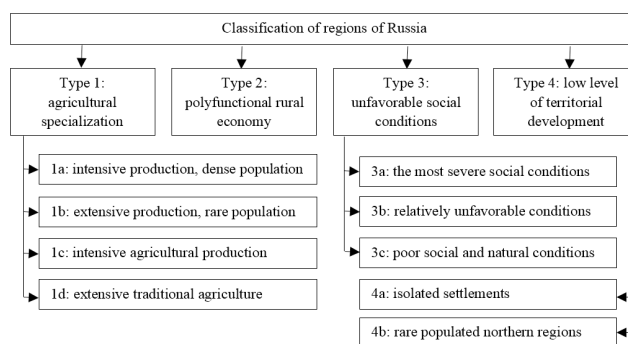 Classification of regions of Russia
Type 1:
agricultural
specialization
Type 2:
polyfunctional rural
economy
Type 3:
unfavorable social
conditions
Type 4: low level
of territorial
development
1a: intensive production, dense population
1b: extensive production, rare population
1c: intensive agricultural production
1d: extensive traditional agriculture
3a: the most severe social conditions
3b: relatively unfavorable conditions
3c: poor social and natural conditions
4a: isolated settlements
4b: rare populated northern regions